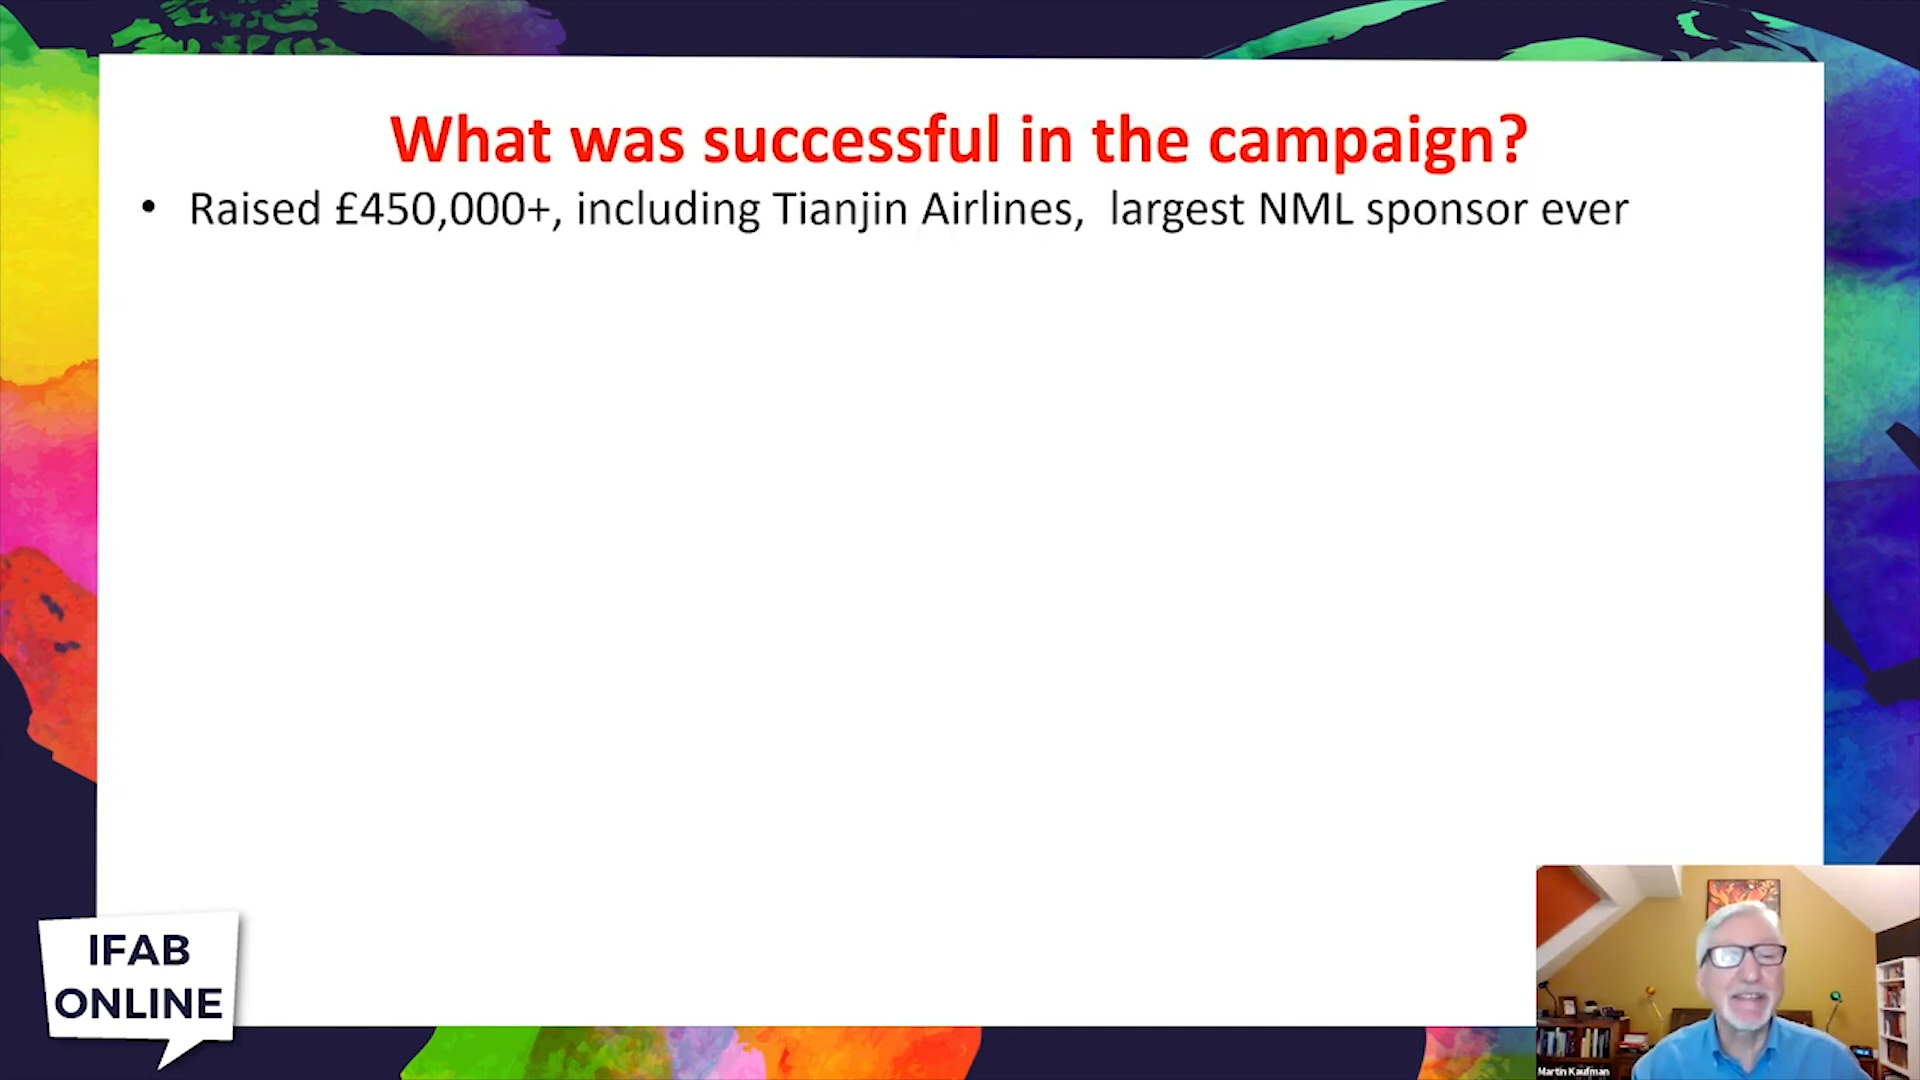 What was successful in the campaign?
• Raised £450,000+, including Tianjin Airlines,  largest NML sponsor ever
IFAB
ONLINE
Martin Kaufman